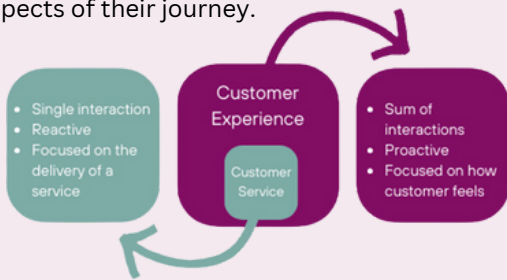 pects of their journey.
• Single interaction
• Reactive
• Focused on the
delivery of a
service
Customer
Experience
Customer
Service
• Sum of
interactions
• Proactive
• Focused on how
customer feels